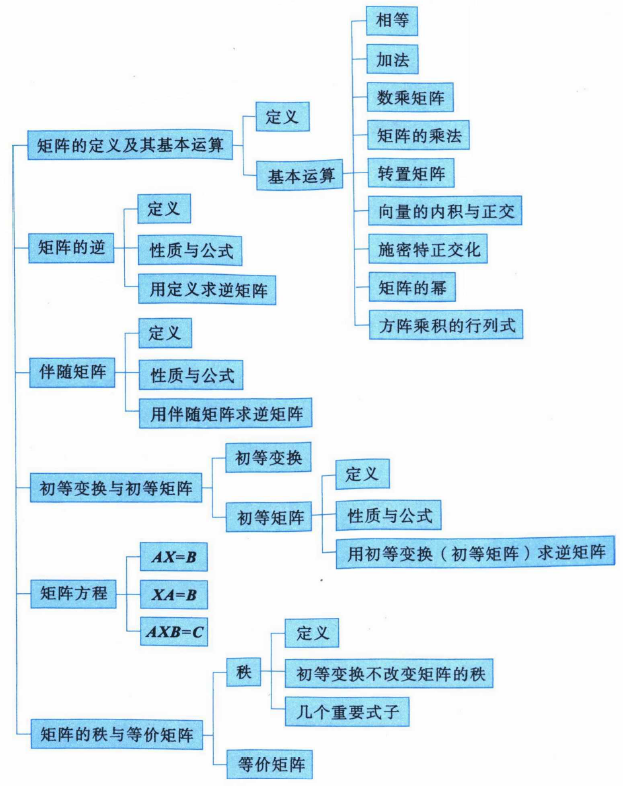 矩阵的定义及其基本运算
定义
基本运算
相等
加法
数乘矩阵
矩阵的乘法
转置矩阵
向量的内积与正交
施密特正交化
矩阵的幂
方阵乘积的行列式
矩阵的逆
定义
性质与公式
用定义求逆矩阵
伴随矩阵
定义
性质与公式
用伴随矩阵求逆矩阵
初等变换与初等矩阵
初等变换
初等矩阵
定义
性质与公式
用初等变换（初等矩阵）求逆矩阵
矩阵方程
AX=B
XA=B
AXB=C
矩阵的秩与等价矩阵
秩
定义
初等变换不改变矩阵的秩
几个重要式子
等价矩阵